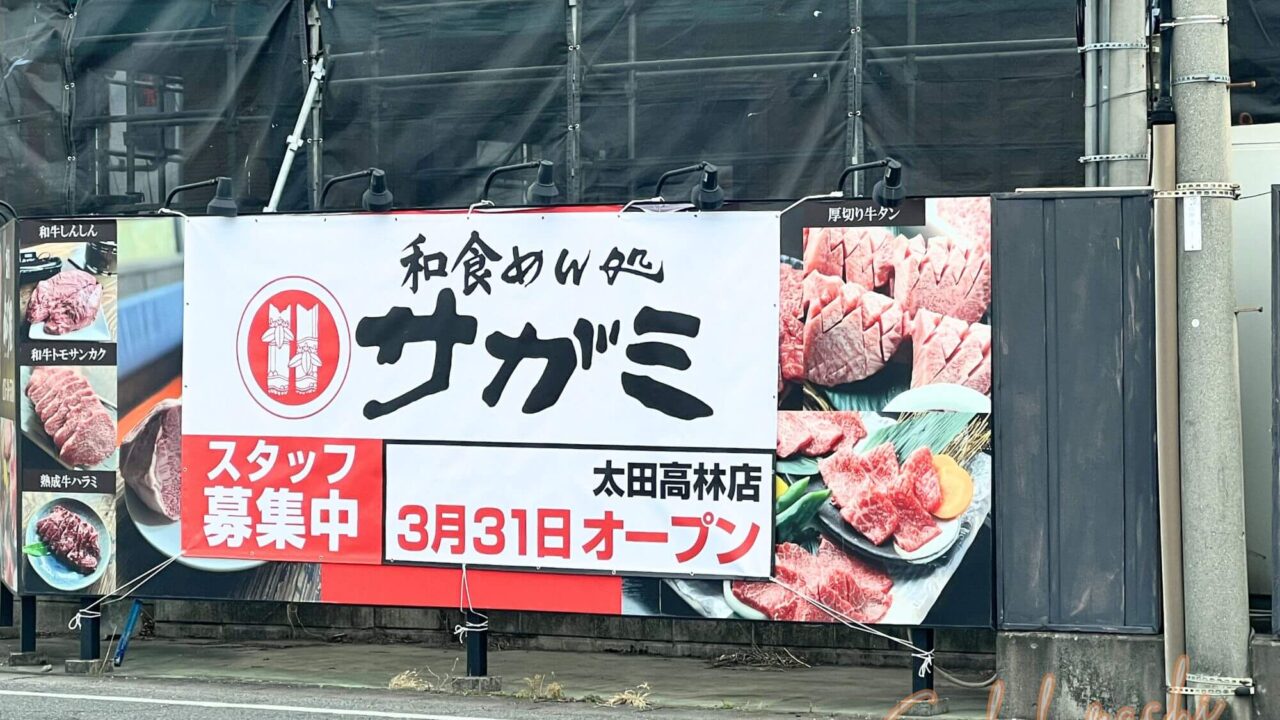 和牛しんしん
和牛トモサンカク
熟成牛ハラミ
和食めん処
サガミ
スタッフ
募集中
太田高林店
3月31日オープン
厚切り牛タン